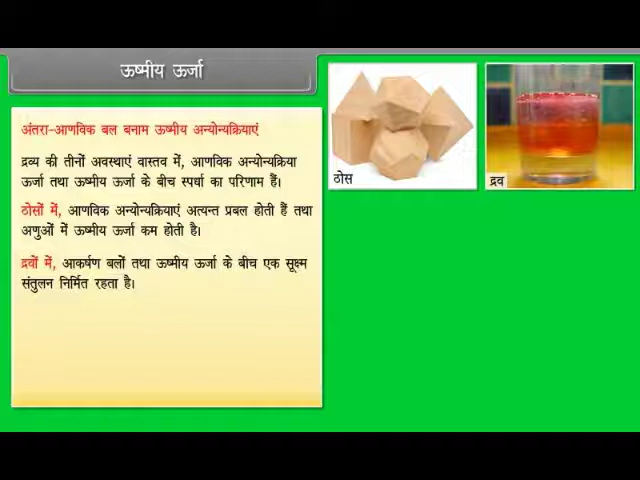 ऊष्मीय ऊर्जा
अंतरा-आणविक बल बनाम ऊष्मीय अन्योन्यक्रियाएं
द्रव्य की तीनों अवस्थाएं वास्तव में, आणविक अन्योन्यक्रिया
ऊर्जा तथा ऊष्मीय ऊर्जा के बीच स्पर्धा का परिणाम हैं।
ठोसों में, आणविक अन्योन्यक्रियाएं अत्यन्त प्रबल होती हैं तथा
अणुओं में ऊष्मीय ऊर्जा कम होती है।
द्रवों में, आकर्षण बलों तथा ऊष्मीय ऊर्जा के बीच एक सूक्ष्म
संतुलन निर्मित रहता है।
ठोस
द्रव